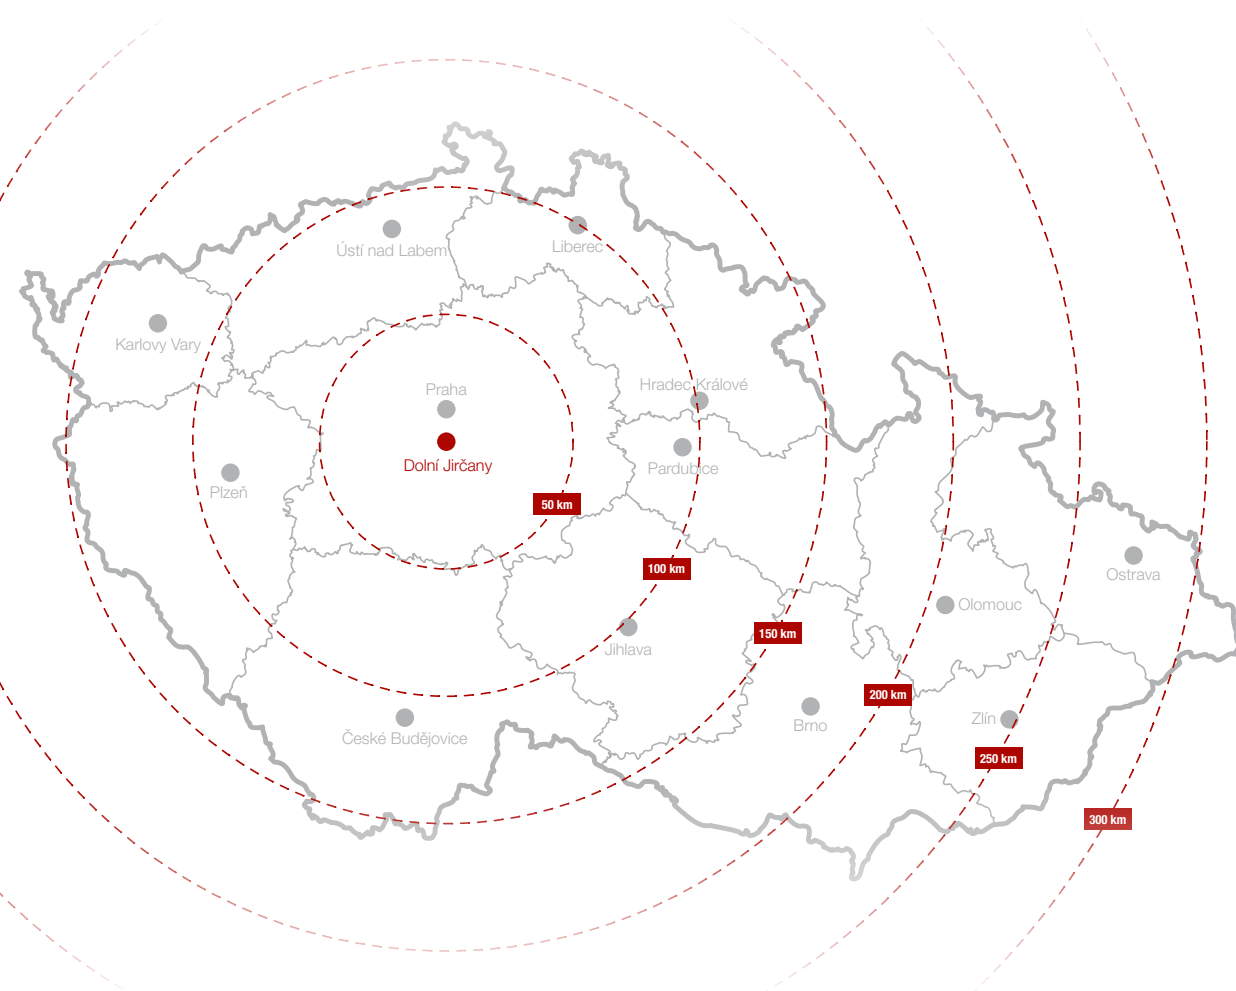 Ústí nad Labem
Liberec
Karlovy Vary
Praha
Hradec Králové
Dolní Jirčany
Pardubice
Plzeň
50 km
100 km
Ostrava
Olomouc
150 km
Jihlava
200 km
Zlín
Brno
České Budějovice
250 km
300 km